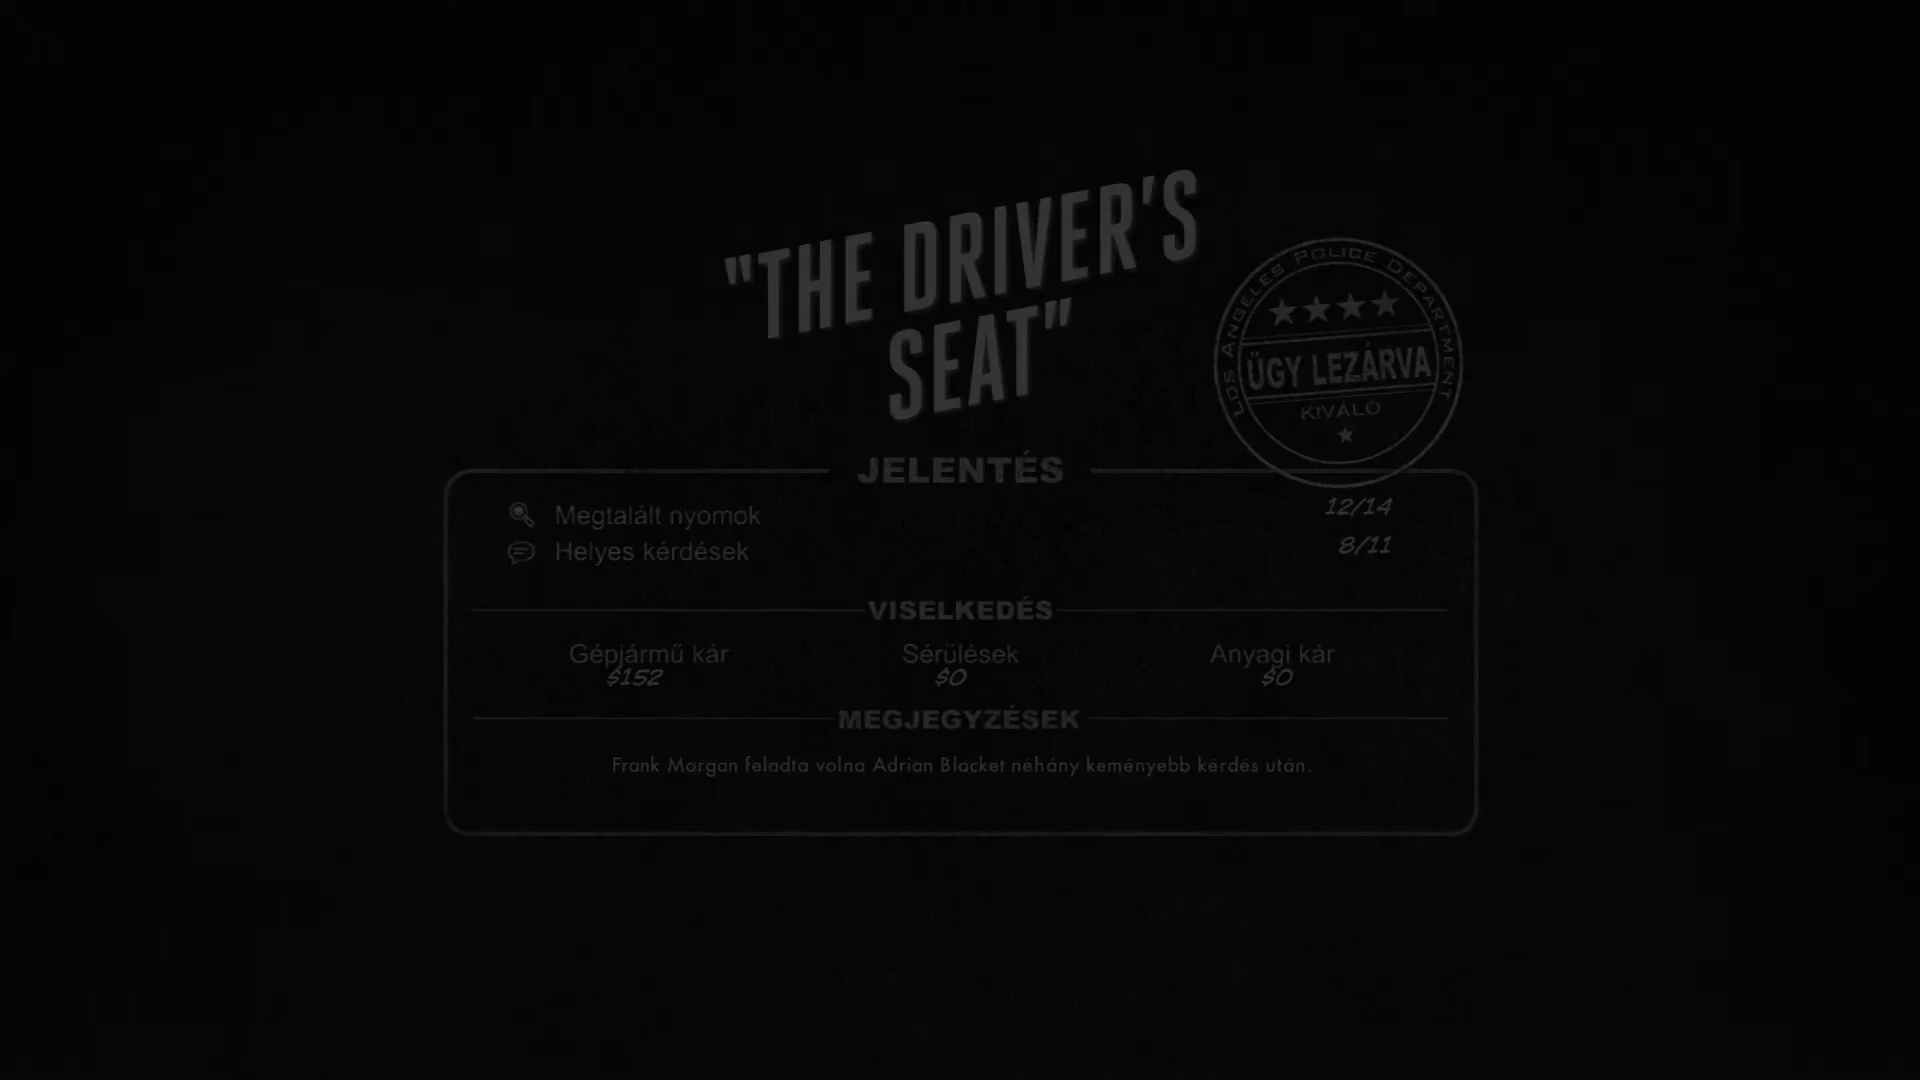 "THE DRIVER'S
SEAT"
LOS ANGELES POLICE DEPARTMENT
ÜGY LEZÁRVA
KIVÁLÓ
JELENTÉS
Megtalált nyomok 12/14
Helyes kérdések 8/11
VISELKEDÉS
Gépjármű kár Sérülések Anyagi kár
$152 $0 $0
MEGJEGYZÉSEK
Frank Morgan feladta volna Adrian Blacket néhány keményebb kérdés után.